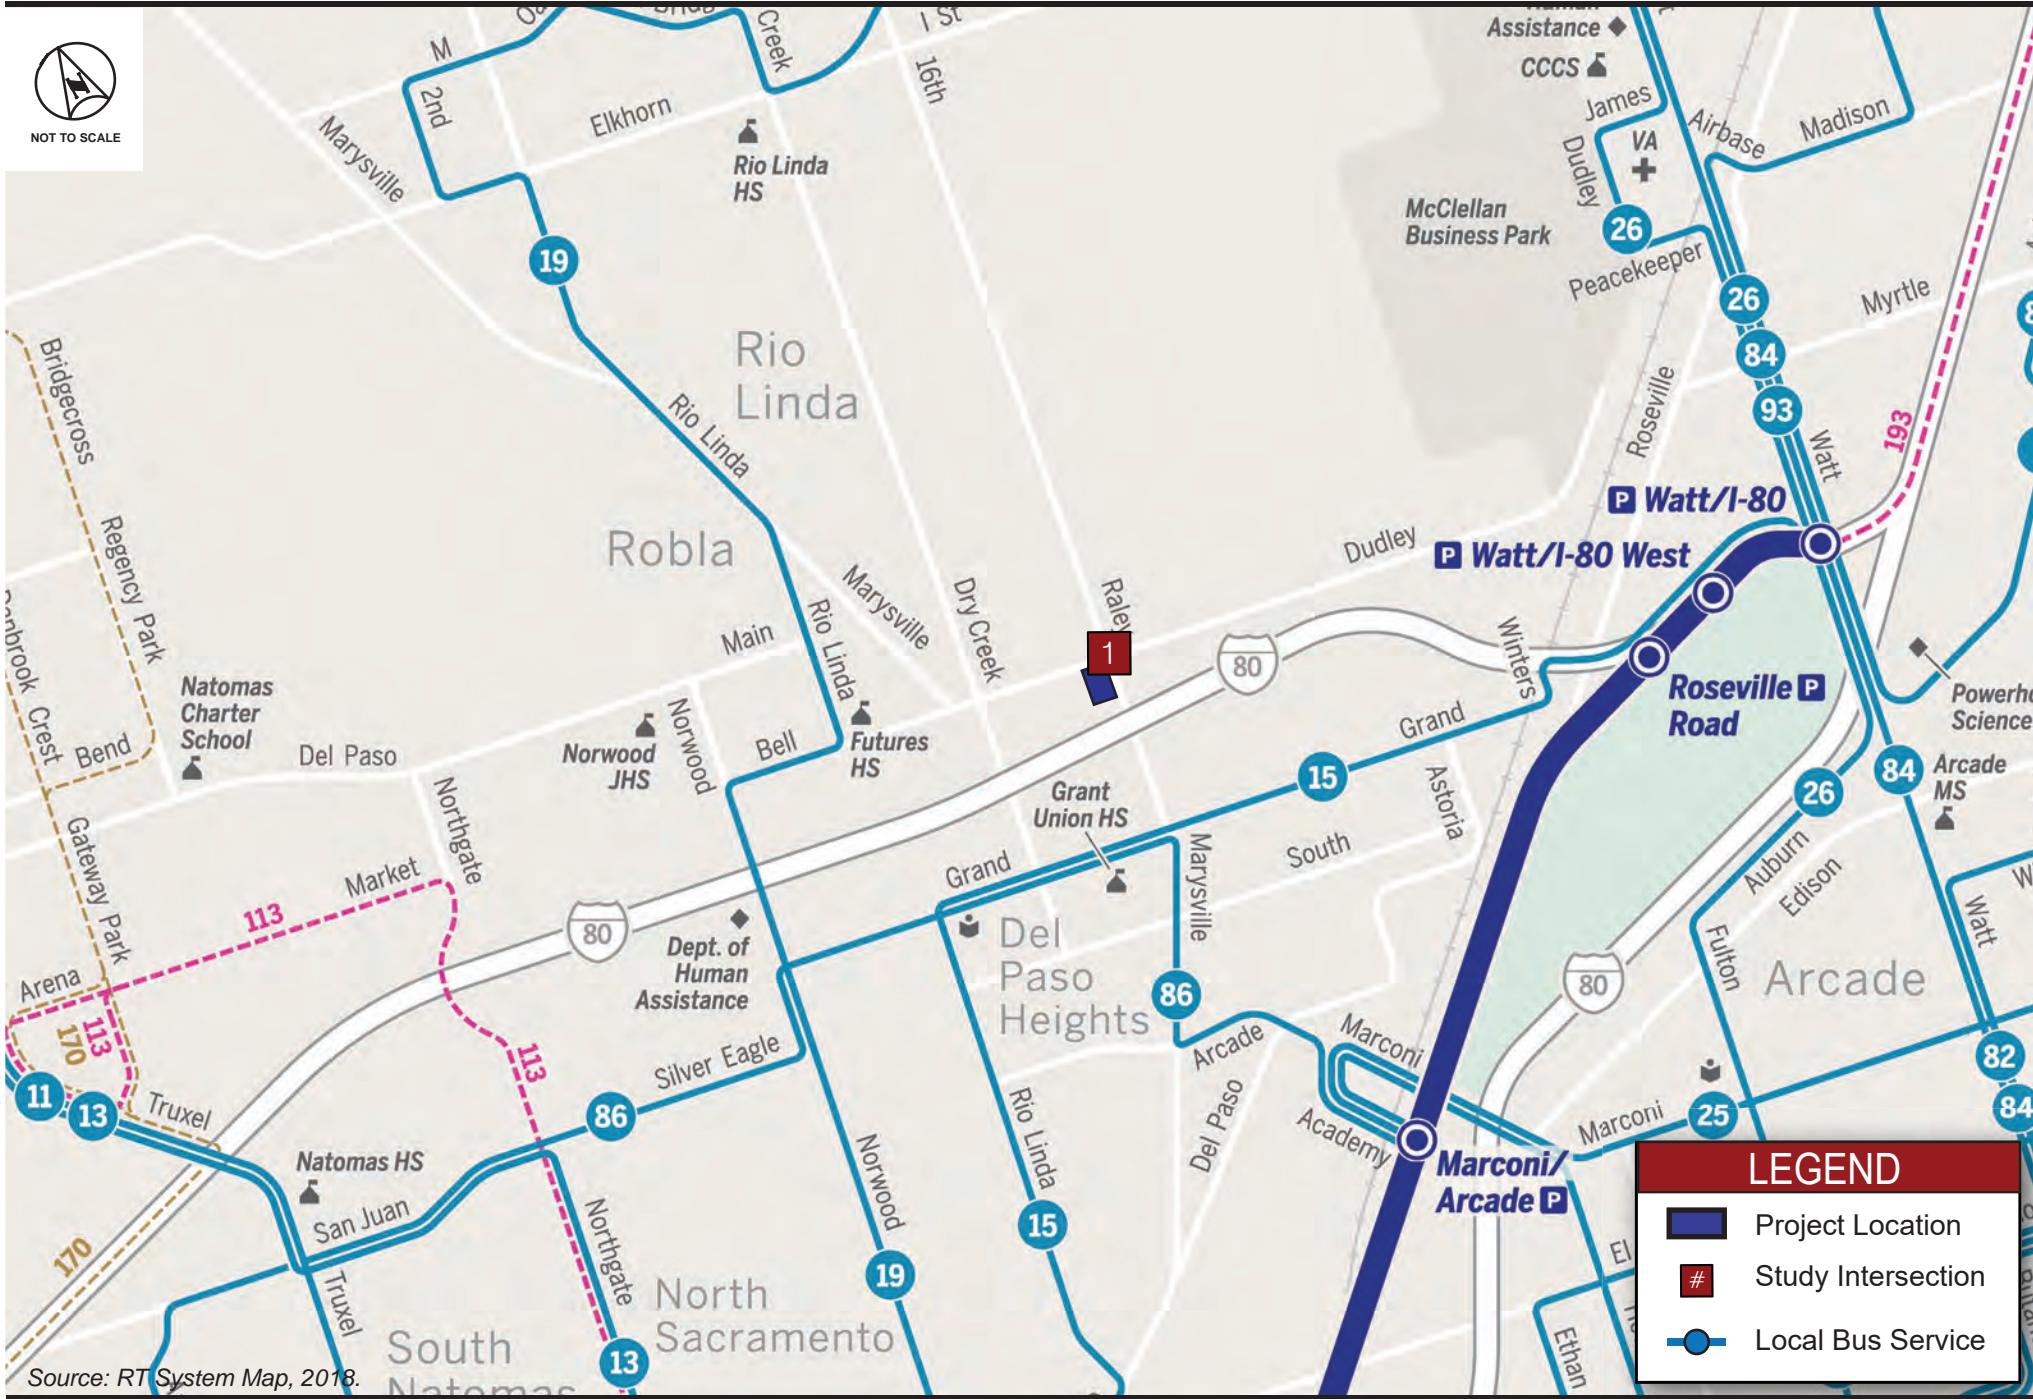 NOT TO SCALE
M
2nd
Creek
I St
16th
Elkhorn
Marysville
Rio Linda
HS
19
Assistance
CCCS
James
VA
Airbase
Madison
Dudley
McClellan
Business Park
26
Peacekeeper
26
Myrtle
84
93
Roseville
Watt
193
Rio
Linda
Rio Linda
Robla
Bridgecross
Regency Park
P Watt/I-80
P Watt/I-80 West
Dudley
Raley
Dry Creek
Marysville
Rio Linda
Main
1
80
Winters
Roseville P
Road
Grand
Natomas
Charter
School
Crest
Bend
Del Paso
Norwood
JHS
Norwood
Bell
Futures
HS
15
Grant
Union HS
Astoria
84
Arcade
MS
26
Auburn
Edison
Science
Northgate
Gateway Park
Market
113
Grand
Marysville
South
80
Dept. of
Human
Assistance
Del
Paso
Heights
86
Arcade
Marconi
80
Fulton
Arcade
Watt
Arena
170
113
113
Silver Eagle
11
13
Truxel
86
Rio Linda
Del Paso
Academy
Marconi/
Arcade P
Marconi
25
82
84
Natomas HS
San Juan
Norwood
15
170
Truxel
Northgate
19
North
Sacramento
13
South
Natomas
El
Ethan
LEGEND
Project Location
# Study Intersection
Local Bus Service
Source: RT System Map, 2018.